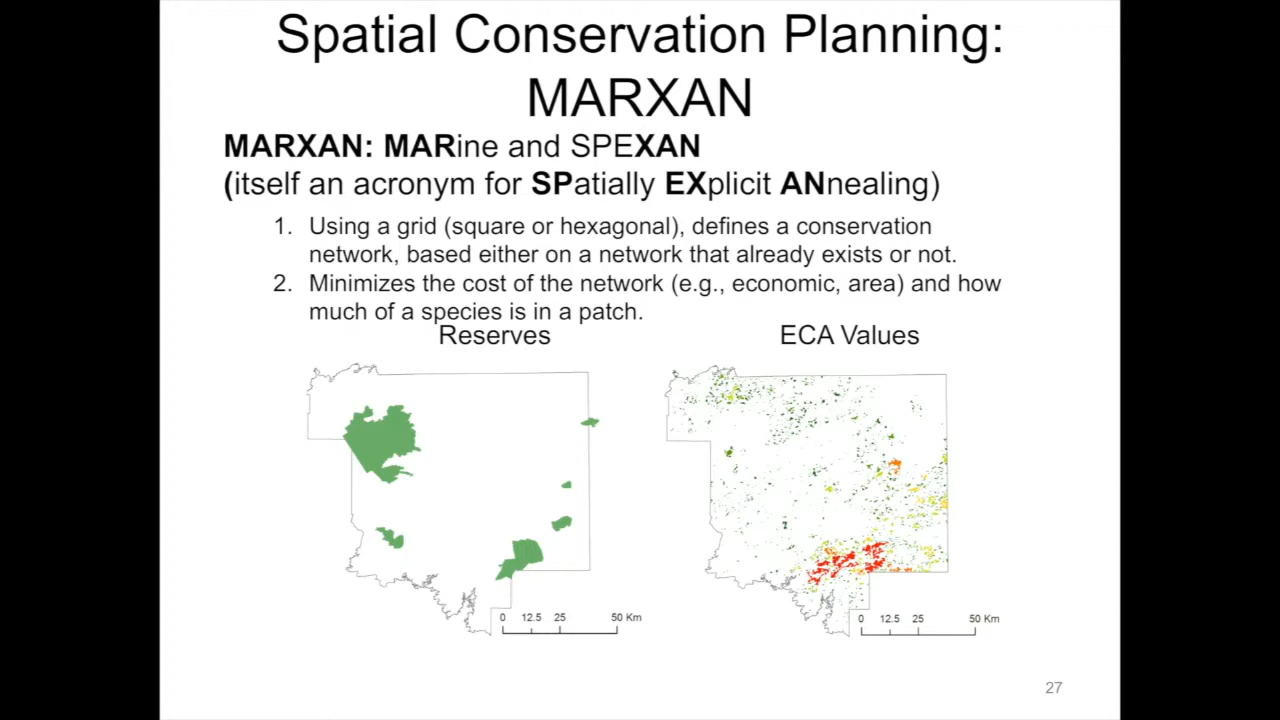 Spatial Conservation Planning:
MARXAN
MARXAN: MARine and SPEXAN
(itself an acronym for SPatially EXplicit ANnealing)
1. Using a grid (square or hexagonal), defines a conservation
network, based either on a network that already exists or not.
2. Minimizes the cost of the network (e.g., economic, area) and how
much of a species is in a patch.
Reserves
ECA Values
0 12.5 25 50 Km
0 12.5 25 50 Km
27